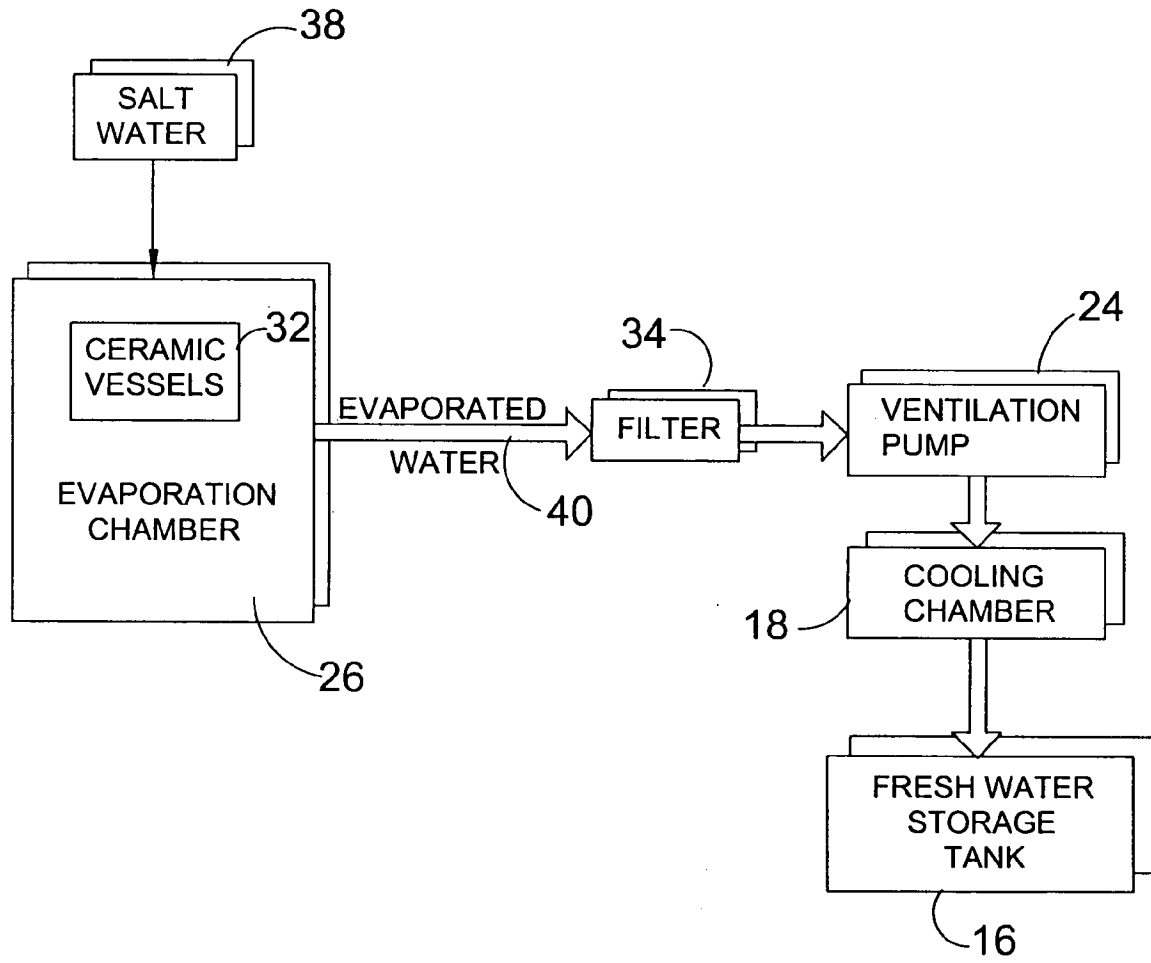 38
SALT
WATER
32
CERAMIC
VESSELS
EVAPORATION
CHAMBER
26
EVAPORATED
WATER
40
34
FILTER
24
VENTILATION
PUMP
COOLING
CHAMBER
18
FRESH WATER
STORAGE
TANK
16